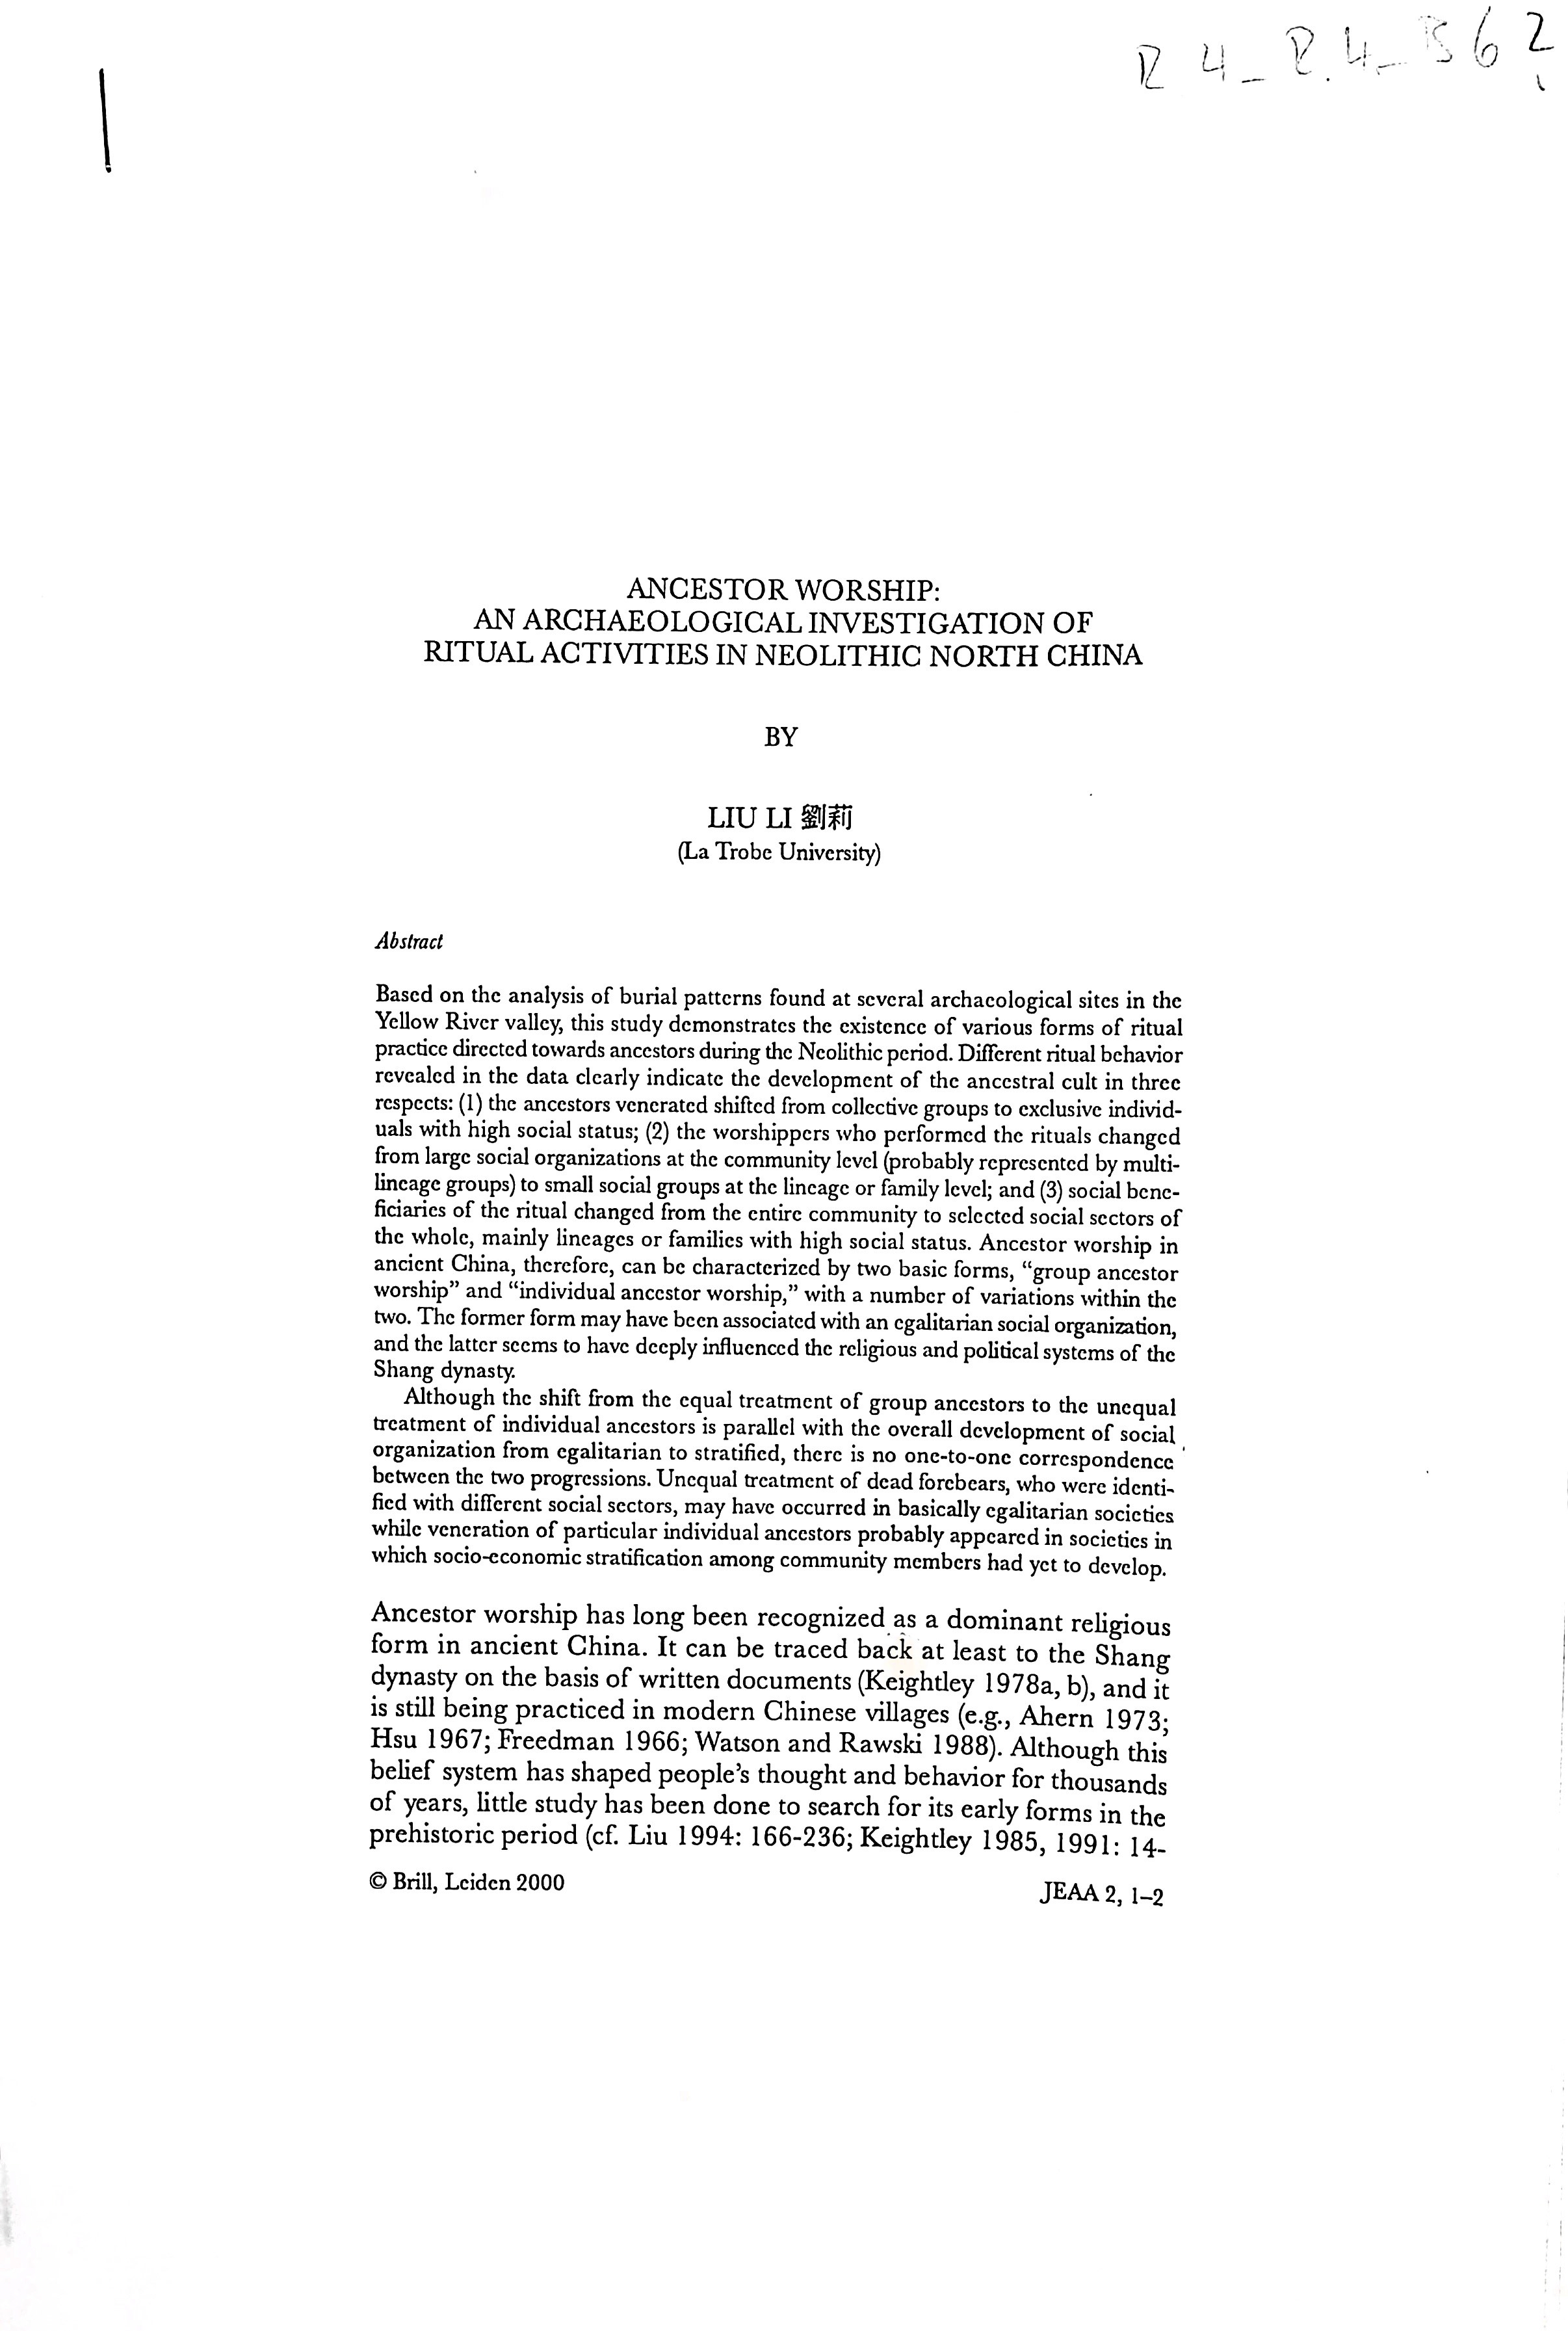 ANCESTOR WORSHIP:
AN ARCHAEOLOGICAL INVESTIGATION OF
RITUAL ACTIVITIES IN NEOLITHIC NORTH CHINA
BY
LIU LI 劉莉
(La Trobe University)
Abstract
Based on the analysis of burial patterns found at several archaeological sites in the
Yellow River valley, this study demonstrates the existence of various forms of ritual
practice directed towards ancestors during the Neolithic period. Different ritual behavior
revealed in the data clearly indicate the development of the ancestral cult in three
respects: (1) the ancestors venerated shifted from collective groups to exclusive individ-
uals with high social status; (2) the worshippers who performed the rituals changed
from large social organizations at the community level (probably represented by multi-
lineage groups) to small social groups at the lineage or family level; and (3) social bene-
ficiaries of the ritual changed from the entire community to selected social sectors of
the whole, mainly lineages or families with high social status. Ancestor worship in
ancient China, therefore, can be characterized by two basic forms, “group ancestor
worship” and “individual ancestor worship,” with a number of variations within the
two. The former form may have been associated with an egalitarian social organization,
and the latter seems to have deeply influenced the religious and political systems of the
Shang dynasty.
Although the shift from the equal treatment of group ancestors to the unequal
treatment of individual ancestors is parallel with the overall development of social
organization from egalitarian to stratified, there is no one-to-one correspondence
between the two progressions. Unequal treatment of dead forebears, who were identi-
fied with different social sectors, may have occurred in basically egalitarian societies
while veneration of particular individual ancestors probably appeared in societies in
which socio-economic stratification among community members had yet to develop.
Ancestor worship has long been recognized as a dominant religious
form in ancient China. It can be traced back at least to the Shang
dynasty on the basis of written documents (Keightley 1978a, b), and it
is still being practiced in modern Chinese villages (e.g., Ahern 1973;
Hsu 1967; Freedman 1966; Watson and Rawski 1988). Although this
belief system has shaped people’s thought and behavior for thousands
of years, little study has been done to search for its early forms in the
prehistoric period (cf. Liu 1994: 166-236; Keightley 1985, 1991: 14-
© Brill, Leiden 2000
JEAA 2, 1–2